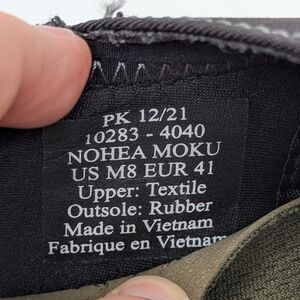 PK 12/21
10283 - 4040
NOHEA MOKU
US M8 EUR 41
Upper: Textile
Outsole: Rubber
Made in Vietnam
Fabrique en Vietnam